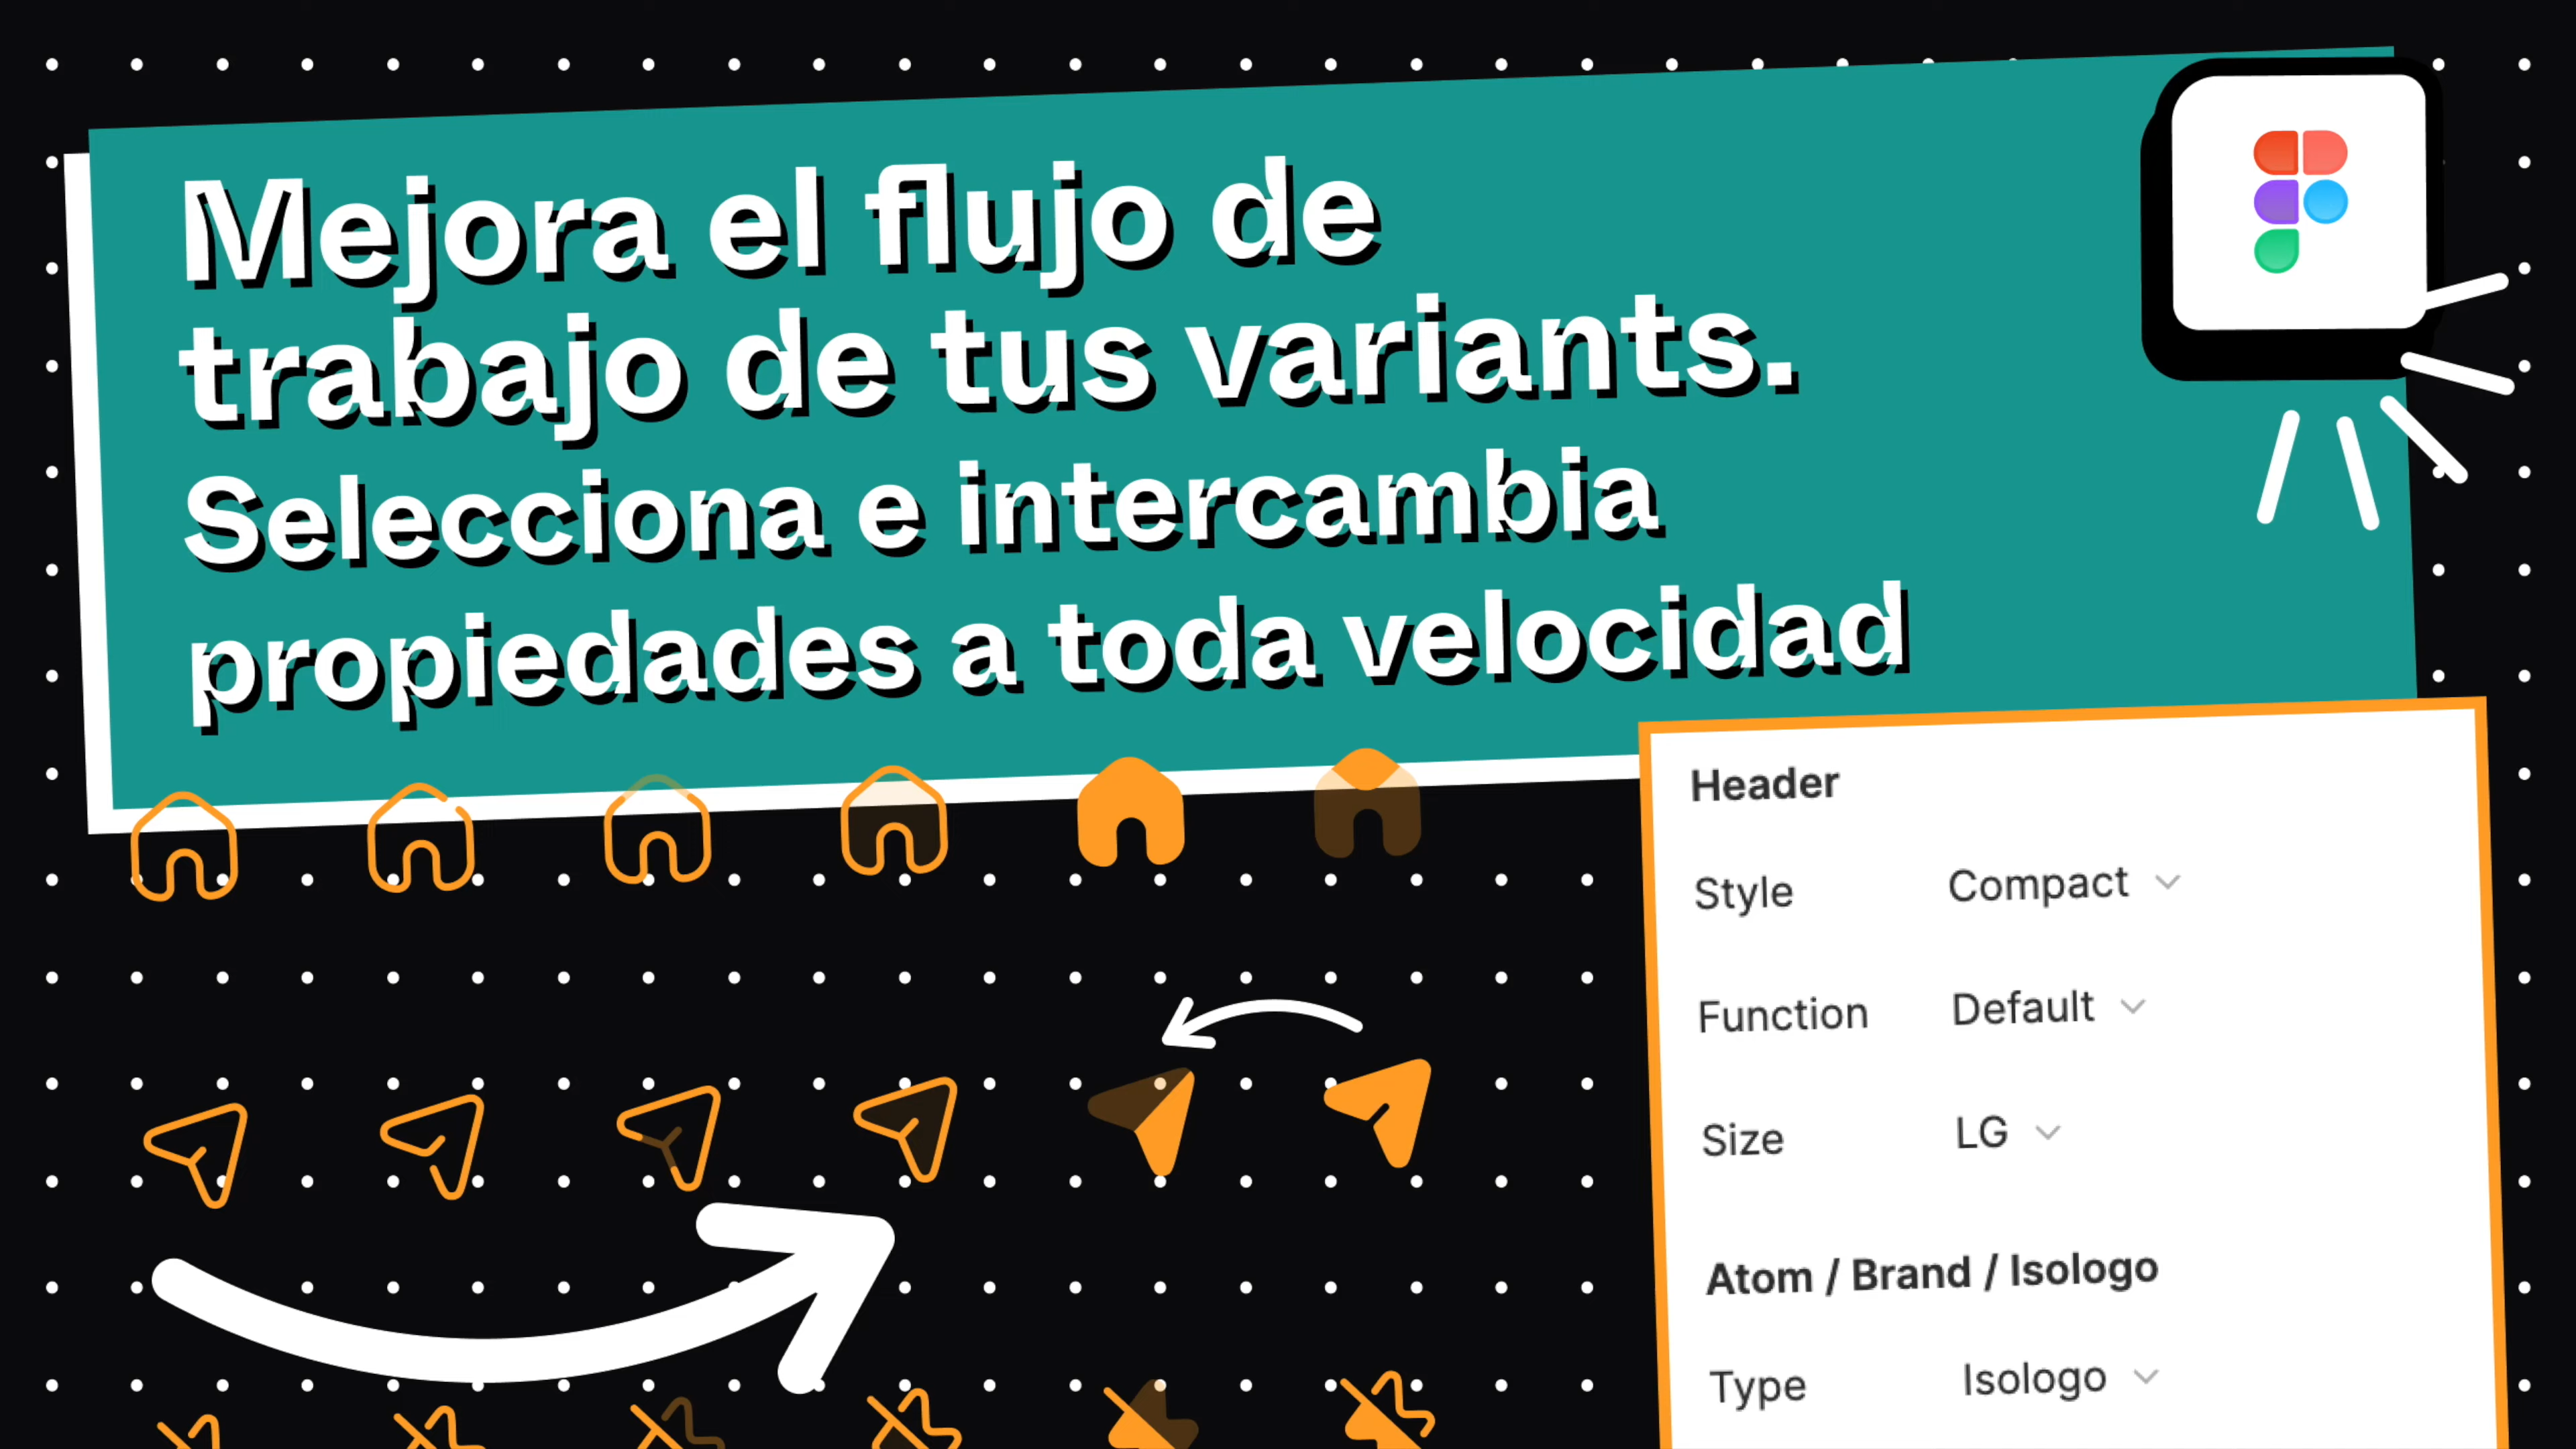 Mejora el flujo de
trabajo de tus variants.
Selecciona e intercambia
propiedades a toda velocidad
Header
Style Compact
Function Default
Size LG
Atom / Brand / Isologo
Type Isologo